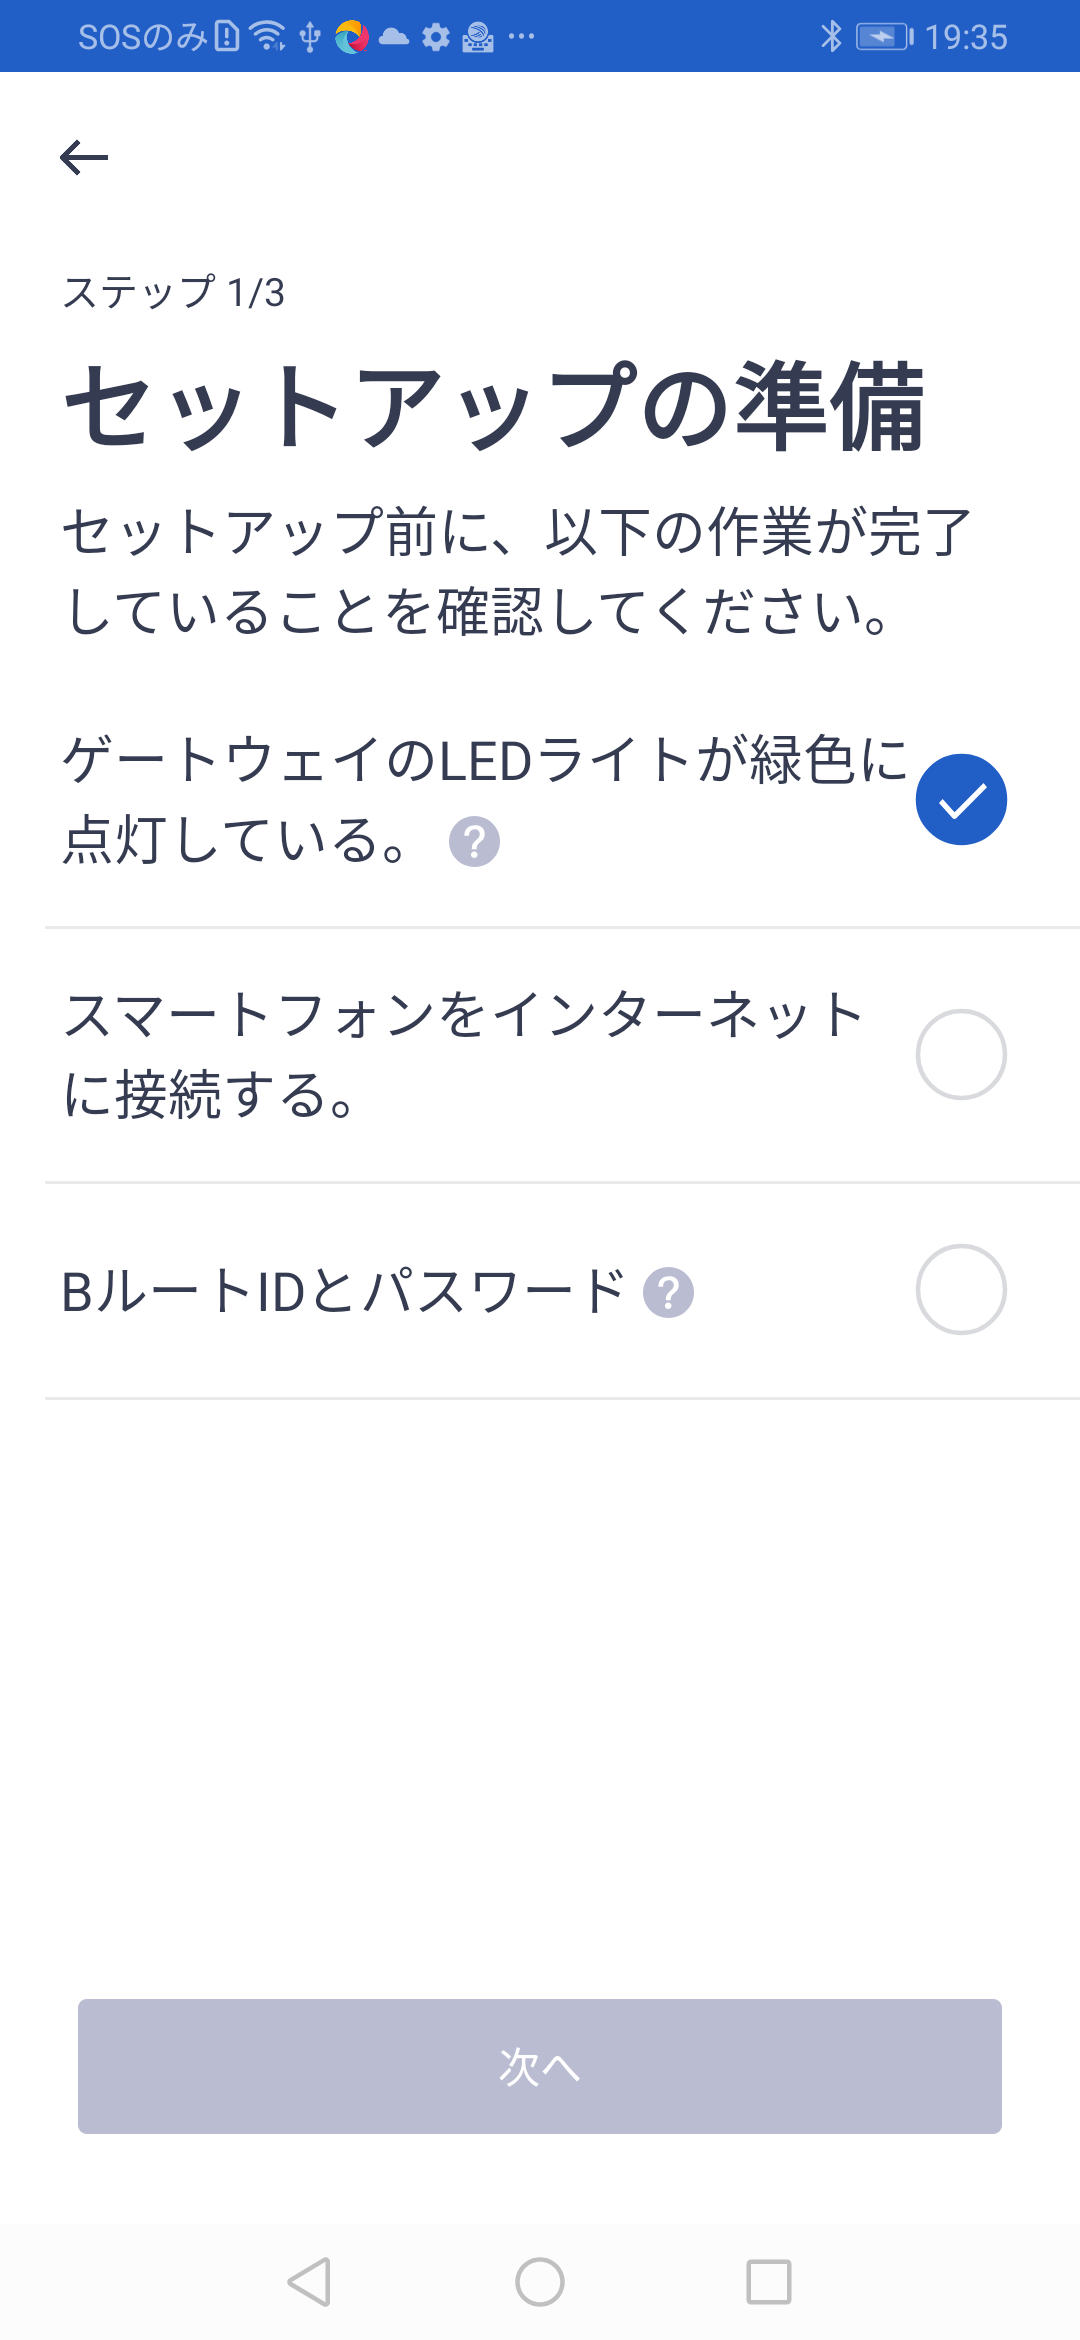 SOSのみ 19:35
ステップ 1/3
セットアップの準備
セットアップ前に、以下の作業が完了
していることを確認してください。
ゲートウェイのLEDライトが緑色に
点灯している。 ?
スマートフォンをインターネット
に接続する。
BルートIDとパスワード ?
次へ